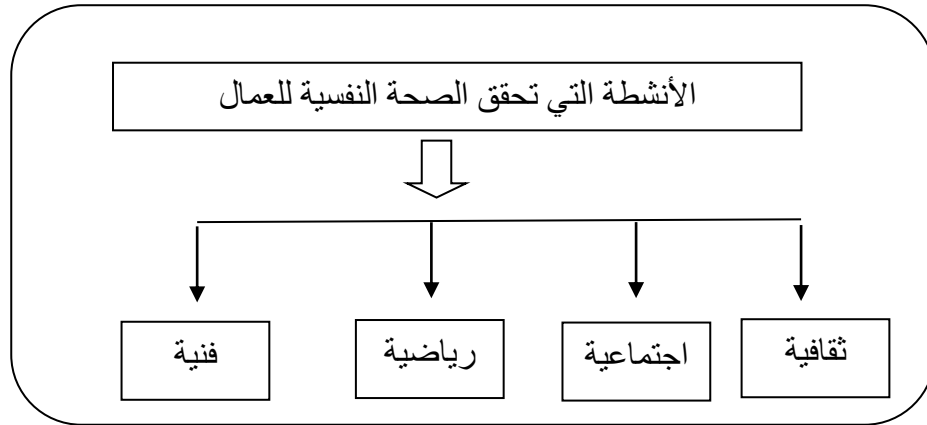 الأنشطة التي تحقق الصحة النفسية للعمال
ثقافية
اجتماعية
رياضية
فنية